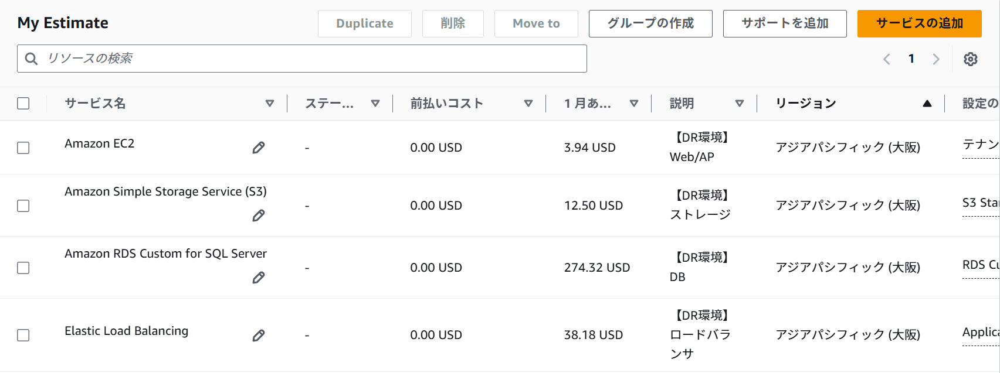 My Estimate
Duplicate
削除
Move to
グループの作成
サポートを追加
サービスの追加
リソースの検索
1
サービス名
ステー...
前払いコスト
1 月あ...
説明
リージョン
設定の
Amazon EC2
-
0.00 USD
3.94 USD
【DR環境】
Web/AP
アジアパシフィック (大阪)
テナン
Amazon Simple Storage Service (S3)
-
0.00 USD
12.50 USD
【DR環境】
ストレージ
アジアパシフィック (大阪)
S3 Sta
Amazon RDS Custom for SQL Server
-
0.00 USD
274.32 USD
【DR環境】
DB
アジアパシフィック (大阪)
RDS Cu
Elastic Load Balancing
-
0.00 USD
38.18 USD
【DR環境】
ロードバラ
ンサ
アジアパシフィック (大阪)
Applica